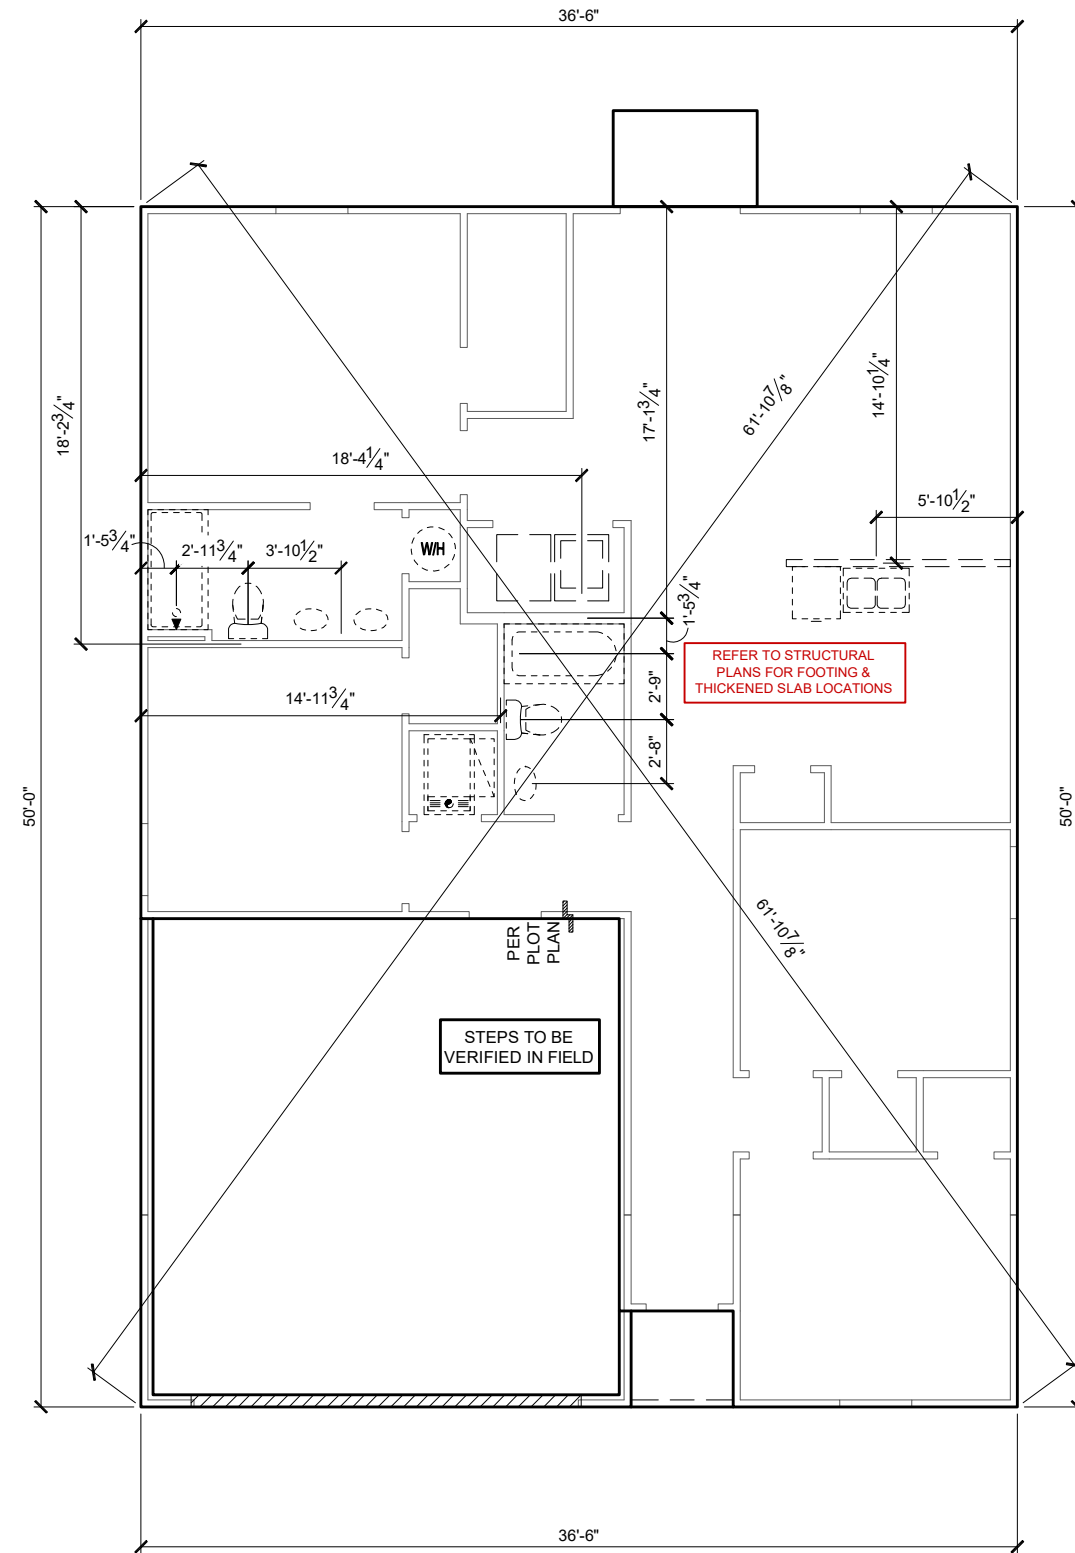 36'-6"
18'-2 3/4"
17'-1 3/4"
61'-10 7/8"
14'-10 1/4"
18'-4 1/4"
5'-10 1/2"
1'-5 3/4"
2'-11 3/4"
3'-10 1/2"
W/H
1'-5 3/4"
REFER TO STRUCTURAL
PLANS FOR FOOTING &
THICKENED SLAB LOCATIONS
14'-11 3/4"
2'-9"
2'-8"
50'-0"
50'-0"
61'-10 7/8"
PER
PLOT
PLAN
STEPS TO BE
VERIFIED IN FIELD
36'-6"